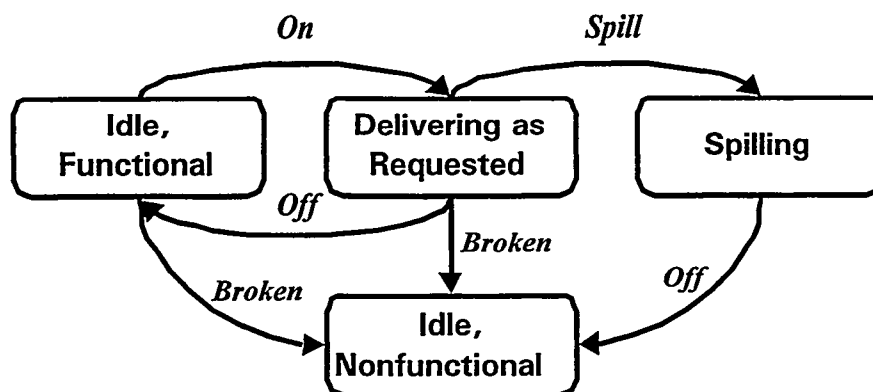 On
Spill
Idle,
Functional
Delivering as
Requested
Spilling
Off
Broken
Broken
Off
Idle,
Nonfunctional